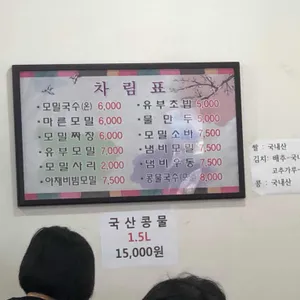 차림표
•모밀국수(온) 6,000
•마른모밀 6,000
•모밀짜장 6,000
•유부모밀 7,000
•모밀사리 2,000
•야채비빔모밀 7,500
•유부초밥 5,000
•물만두 5,000
•모밀소바 7,500
•냄비모밀 7,500
•냄비우동 7,500
•콩물국수 8,000
국산콩물
1.5L
15,000원
쌀 : 국내산
김치: 배추-국내
고추가루-
콩 : 국내산